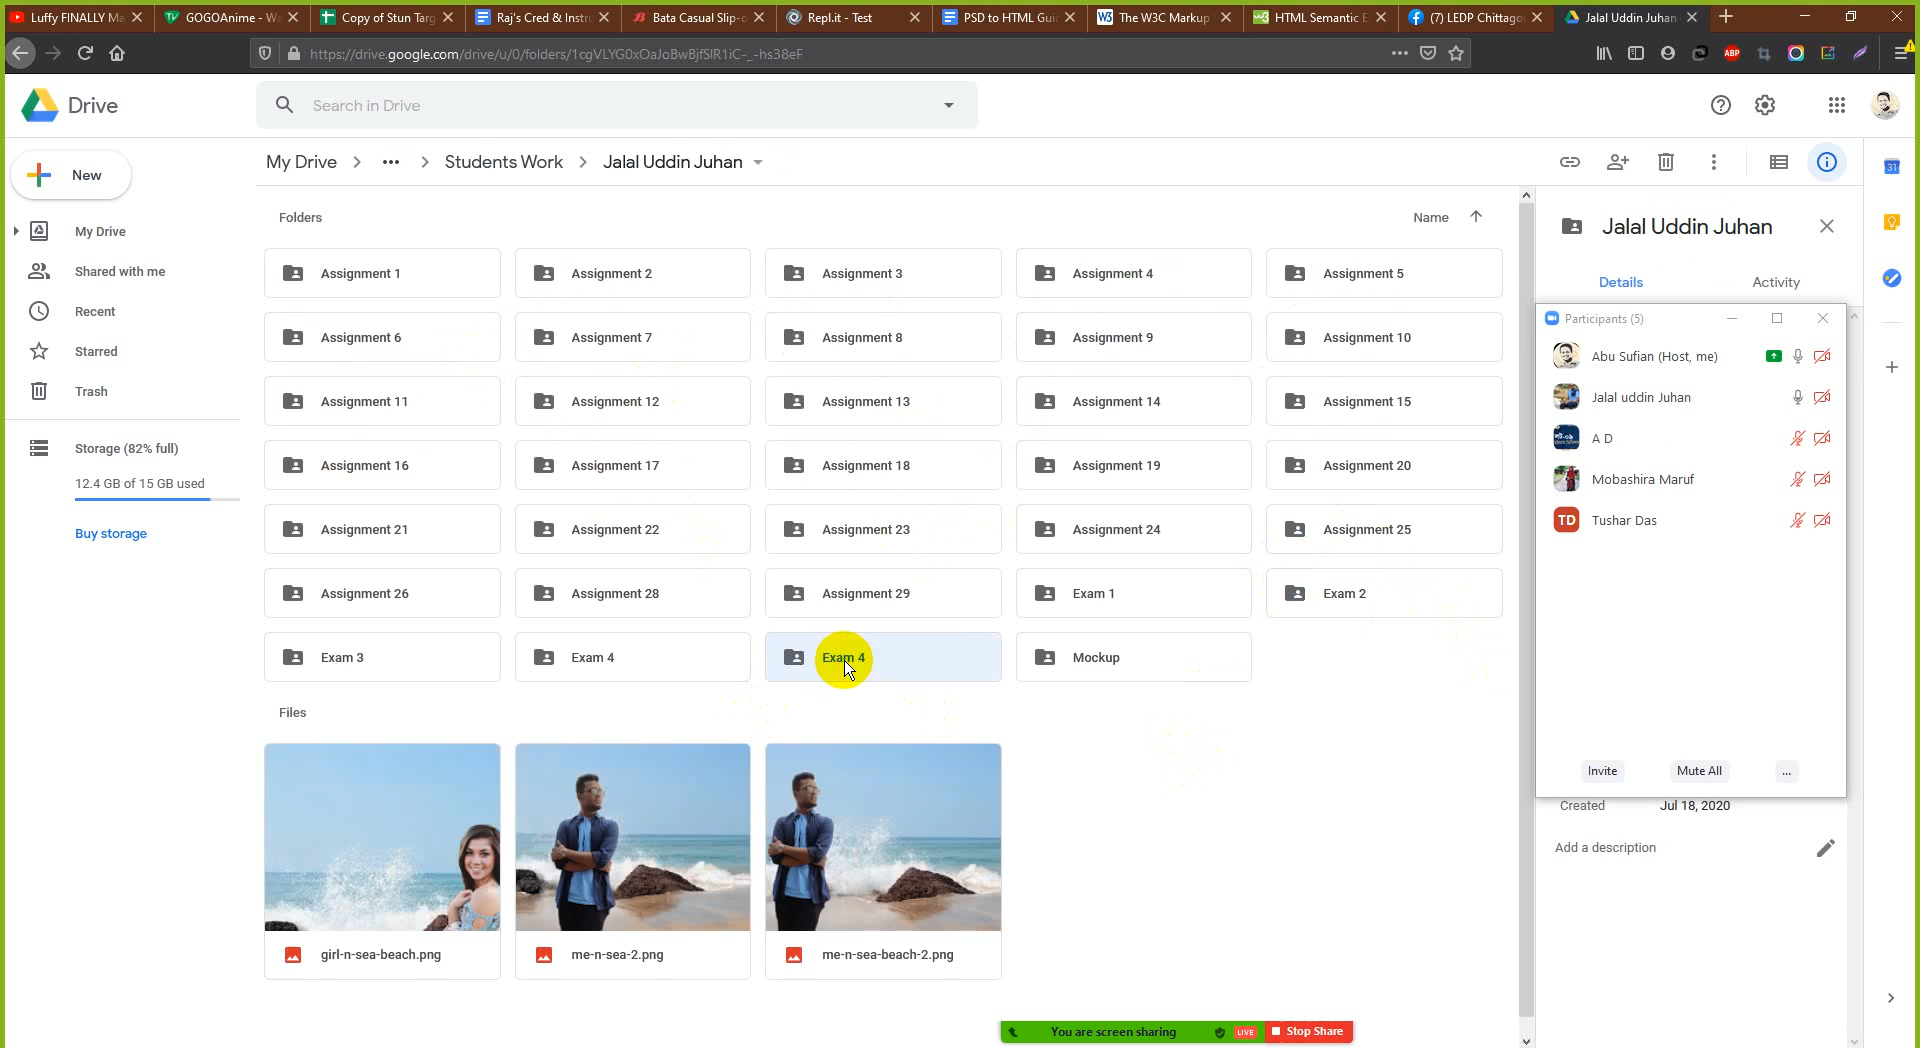 Luffy FINALLY Ma
GOGOAnime - Wa
Copy of Stun Targ
Raj's Cred & Instru
Bata Casual Slip-o
Repl.it - Test
PSD to HTML Guid
The W3C Markup
HTML Semantic E
(7) LEDP Chittagon
Jalal Uddin Juhan
https://drive.google.com/drive/u/0/folders/1cgVLYG0xOaJoBwBjfSlR1iC-_-hs38eF
ABP
Drive
Search in Drive
New
My Drive
Students Work
Jalal Uddin Juhan
31
My Drive
Shared with me
Recent
Starred
Trash
Storage (82% full)
12.4 GB of 15 GB used
Buy storage
Folders
Name
Assignment 1
Assignment 2
Assignment 3
Assignment 4
Assignment 5
Assignment 6
Assignment 7
Assignment 8
Assignment 9
Assignment 10
Assignment 11
Assignment 12
Assignment 13
Assignment 14
Assignment 15
Assignment 16
Assignment 17
Assignment 18
Assignment 19
Assignment 20
Assignment 21
Assignment 22
Assignment 23
Assignment 24
Assignment 25
Assignment 26
Assignment 28
Assignment 29
Exam 1
Exam 2
Exam 3
Exam 4
Exam 4
Mockup
Files
girl-n-sea-beach.png
me-n-sea-2.png
me-n-sea-beach-2.png
Jalal Uddin Juhan
Details
Activity
Participants (5)
Abu Sufian (Host, me)
Jalal uddin Juhan
A D
Mobashira Maruf
TD
Tushar Das
Invite
Mute All
...
Created
Jul 18, 2020
Add a description
You are screen sharing
LIVE
Stop Share